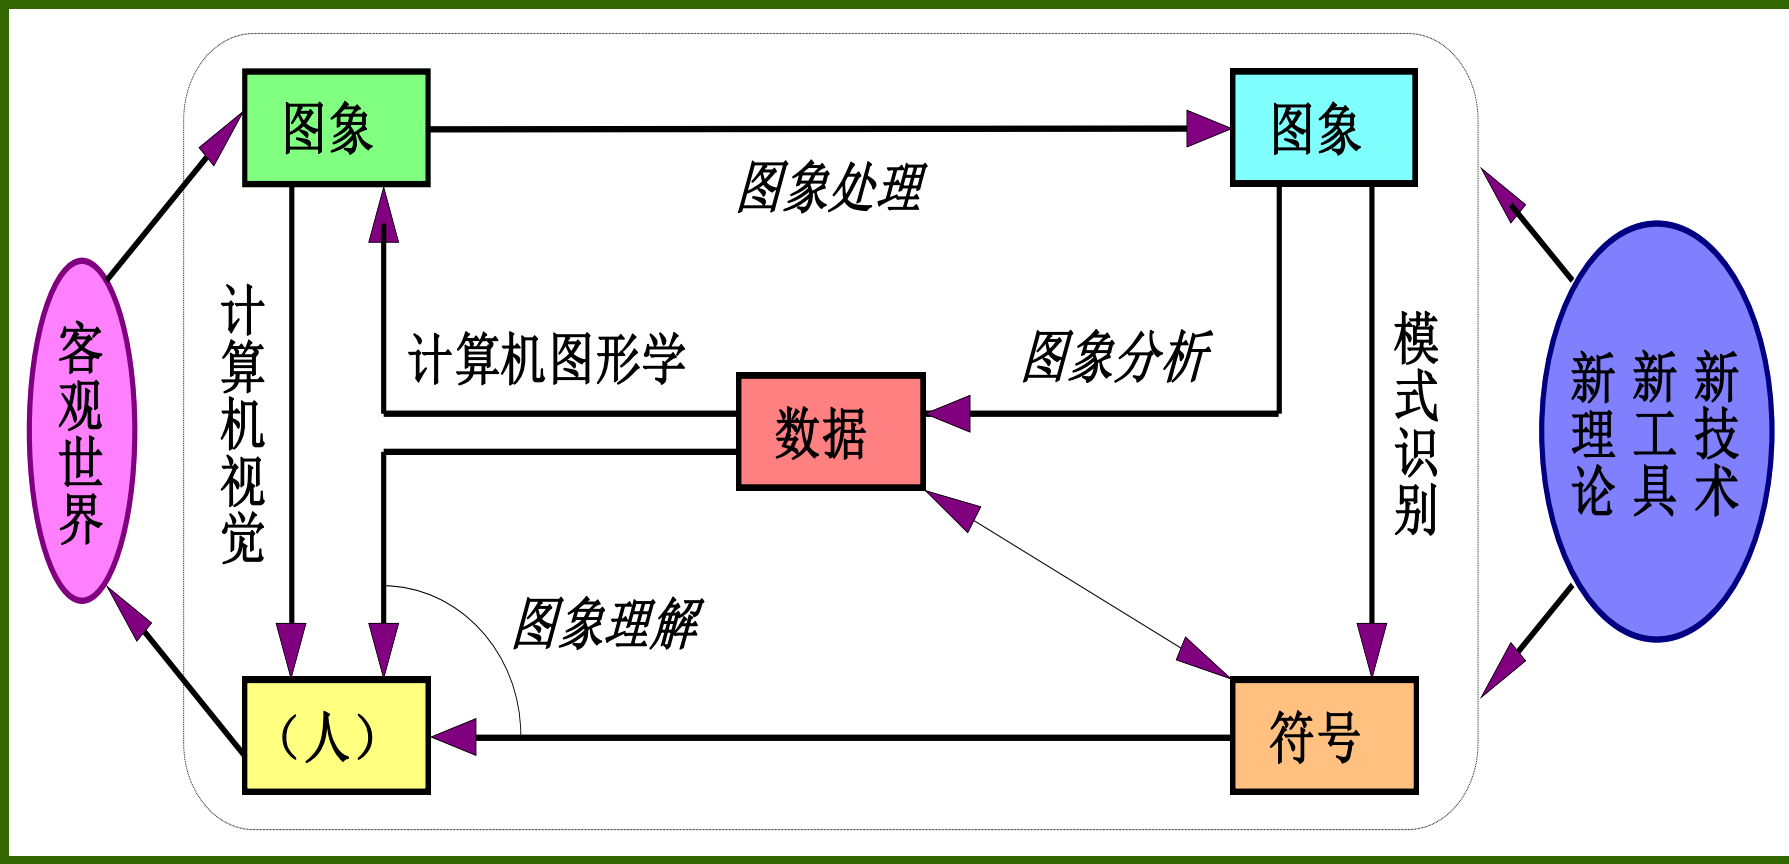 图象
图象
图象处理
计算机视觉
计算机图形学
图象分析
模式识别
客观世界
数据
新理论
新工具
新技术
图象理解
（人）
符号